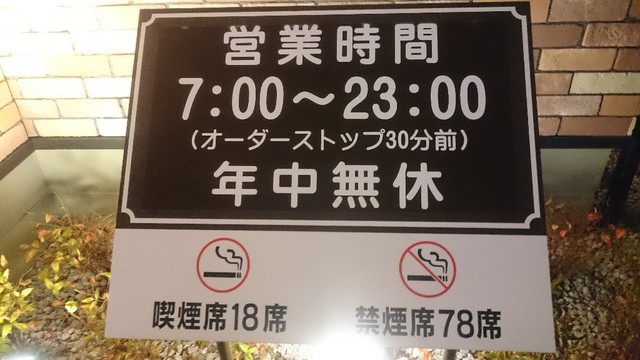 営業時間
7:00～23:00
（オーダーストップ30分前）
年中無休
喫煙席18席
禁煙席78席